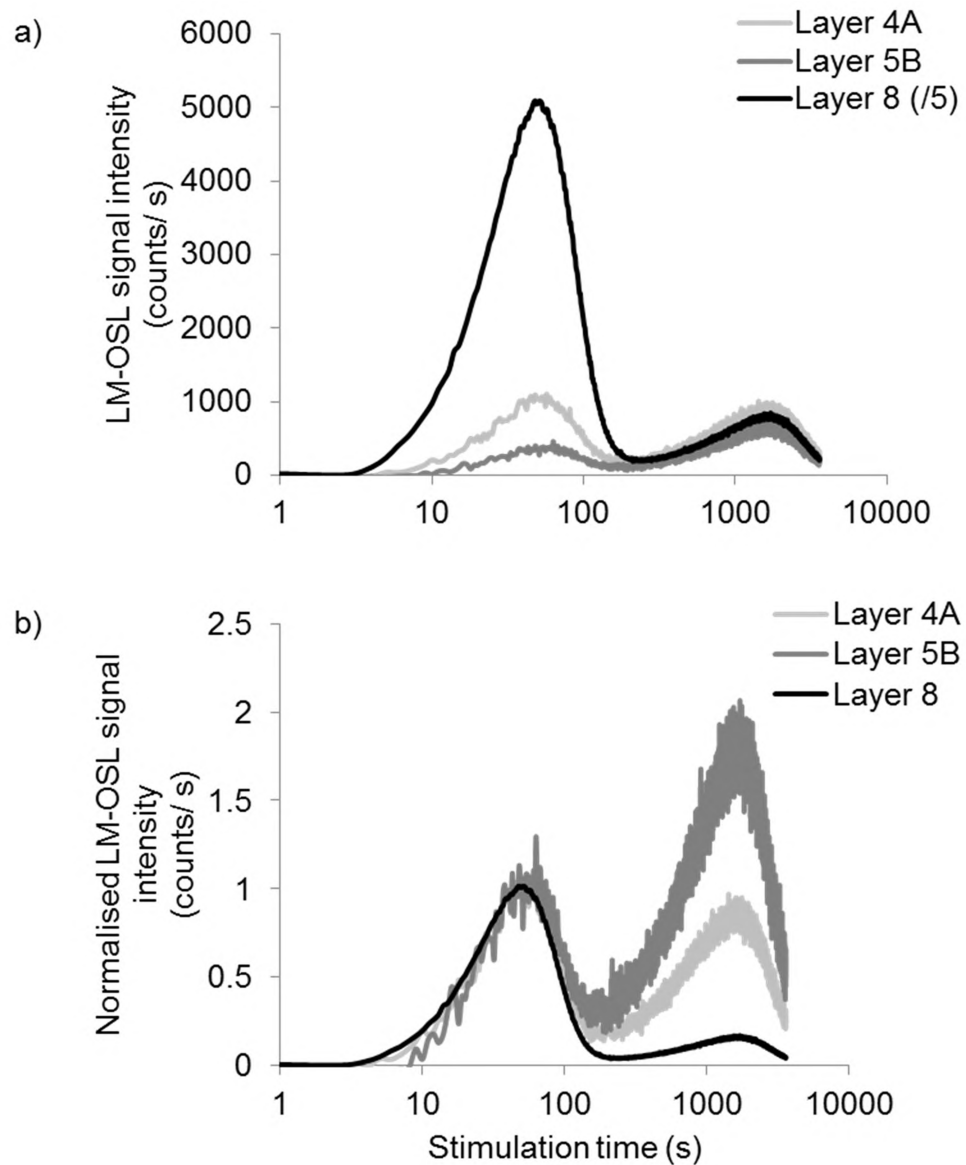 a)
Layer 4A
Layer 5B
Layer 8 (/5)
LM-OSL signal intensity
(counts/ s)
6000
5000
4000
3000
2000
1000
0
1
10
100
1000
10000
b)
Layer 4A
Layer 5B
Layer 8
Normalised LM-OSL signal
intensity
(counts/ s)
2.5
2
1.5
1
0.5
0
1
10
100
1000
10000
Stimulation time (s)